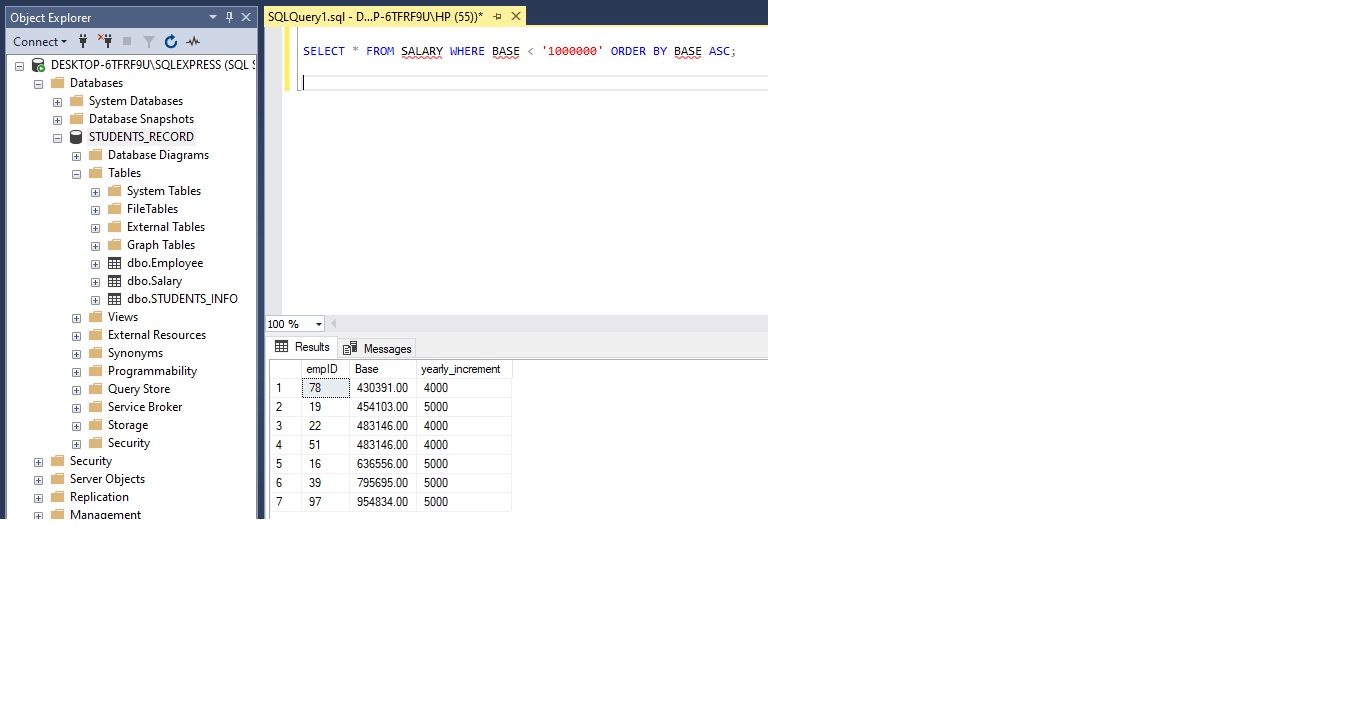 Object Explorer
Connect
DESKTOP-6TFRF9U\SQLEXPRESS (SQL S
Databases
System Databases
Database Snapshots
STUDENTS_RECORD
Database Diagrams
Tables
System Tables
FileTables
External Tables
Graph Tables
dbo.Employee
dbo.Salary
dbo.STUDENTS_INFO
Views
External Resources
Synonyms
Programmability
Query Store
Service Broker
Storage
Security
Security
Server Objects
Replication
Management
SQLQuery1.sql - D...P-6TFRF9U\HP (55))*
SELECT * FROM SALARY WHERE BASE < '1000000' ORDER BY BASE ASC;
100 %
Results Messages
empID Base yearly_increment
1 78 430391.00 4000
2 19 454103.00 5000
3 22 483146.00 4000
4 51 483146.00 4000
5 16 636556.00 5000
6 39 795695.00 5000
7 97 954834.00 5000